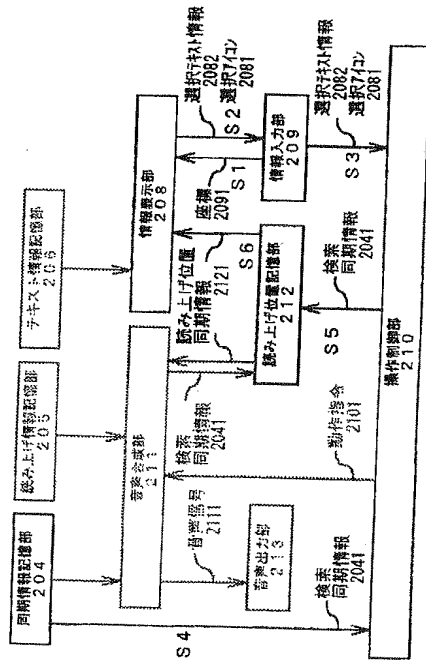 同期情報記憶部
204
読み上げ情報記憶部
205
テキスト情報記憶部
206
音声合成部
211
情報表示部
208
音声信号
2111
音声出力部
213
検索
同期情報
2041
読み上げ位置
同期情報
2121
S6
読み上げ位置記憶部
212
座標
2091
S1
S2
選択テキスト情報
2082
選択アイコン
2081
情報入力部
209
S4
検索
同期情報
2041
動作指令
2101
S5
検索
同期情報
2041
S3
選択テキスト情報
2082
選択アイコン
2081
操作制御部
210